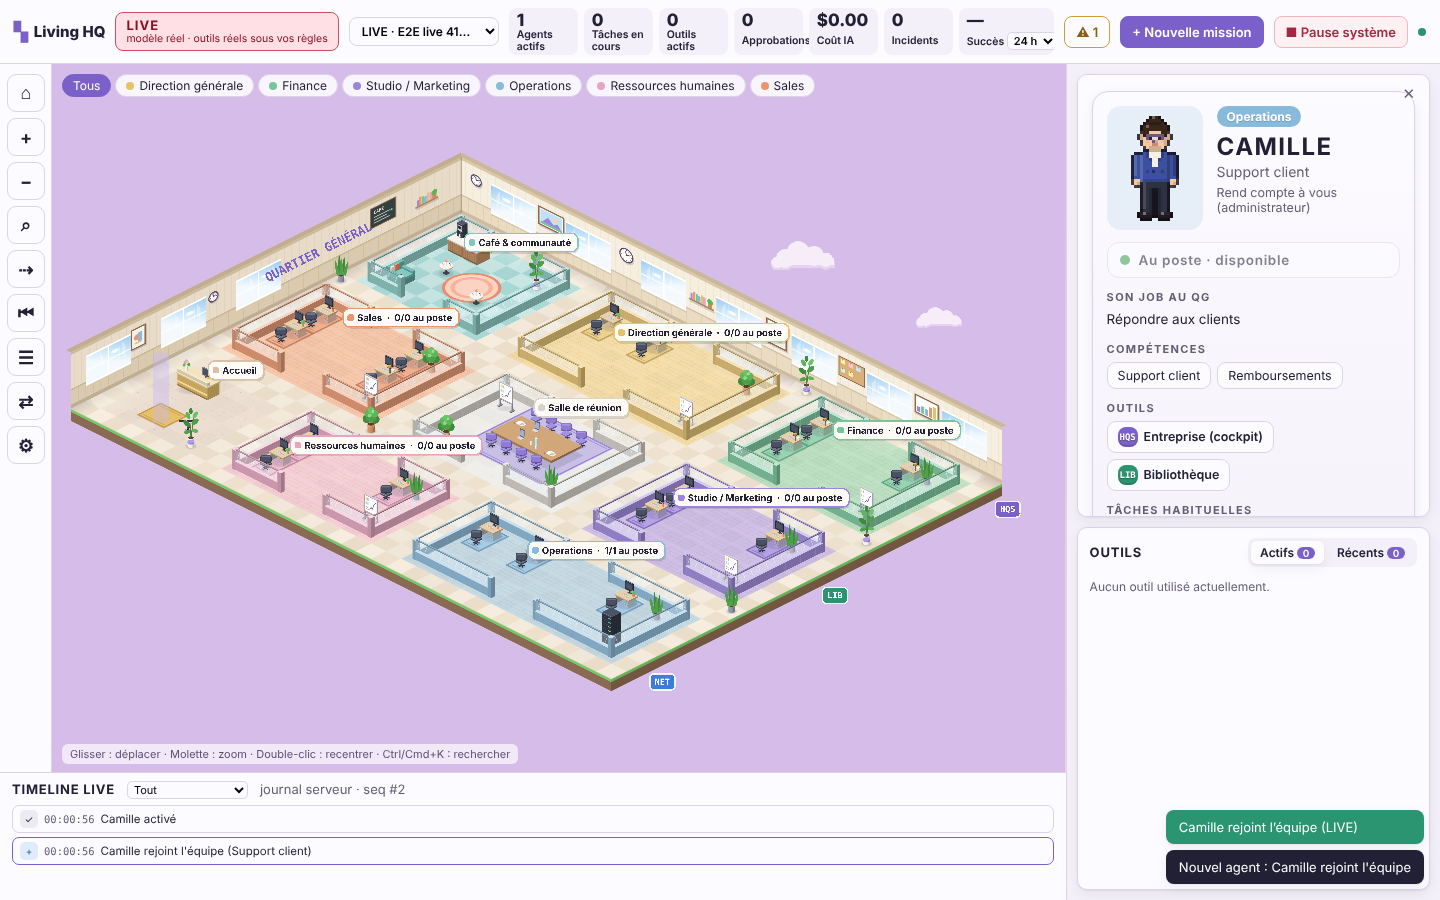 Living HQ
LIVE
modèle réel · outils réels sous vos règles
LIVE · E2E live 41...
1
Agents actifs
0
Tâches en cours
0
Outils actifs
0
Approbations
$0.00
Coût IA
0
Incidents
—
Succès 24 h
⚠ 1
+ Nouvelle mission
■ Pause système
Tous
Direction générale
Finance
Studio / Marketing
Operations
Ressources humaines
Sales
CAFÉ
QUARTIER GÉNÉRAL
Café & communauté
Sales · 0/0 au poste
Direction générale · 0/0 au poste
Accueil
Salle de réunion
Finance · 0/0 au poste
Ressources humaines · 0/0 au poste
Studio / Marketing · 0/0 au poste
HQS
Operations · 1/1 au poste
LIB
NET
Glisser : déplacer · Molette : zoom · Double-clic : recentrer · Ctrl/Cmd+K : rechercher
TIMELINE LIVE
Tout
journal serveur · seq #2
✓ 00:00:56 Camille activé
+ 00:00:56 Camille rejoint l'équipe (Support client)
×
Operations
CAMILLE
Support client
Rend compte à vous
(administrateur)
Au poste · disponible
SON JOB AU QG
Répondre aux clients
COMPÉTENCES
Support client
Remboursements
OUTILS
HQS Entreprise (cockpit)
LIB Bibliothèque
TÂCHES HABITUELLES
OUTILS
Actifs 0
Récents 0
Aucun outil utilisé actuellement.
Camille rejoint l'équipe (LIVE)
Nouvel agent : Camille rejoint l'équipe